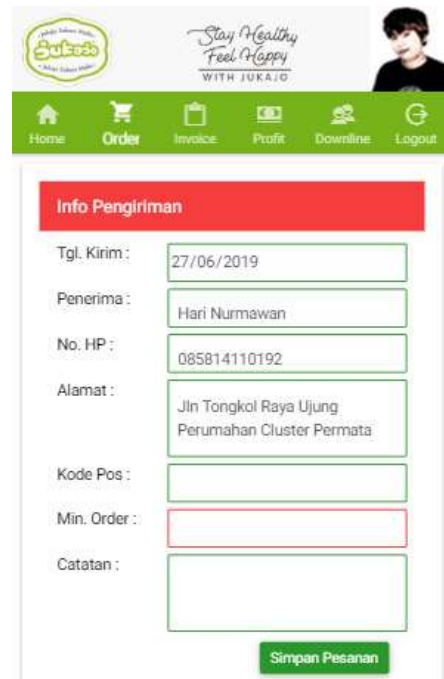 Jukajo
Stay Healthy
Feel Happy
WITH JUKAJO
Home Order Invoice Profit Downline Logout
Info Pengiriman
Tgl. Kirim : 27/06/2019
Penerima : Hari Nurmawan
No. HP : 085814110192
Alamat : Jln Tongkol Raya Ujung
Perumahan Cluster Permata
Kode Pos :
Min. Order :
Catatan :
Simpan Pesanan